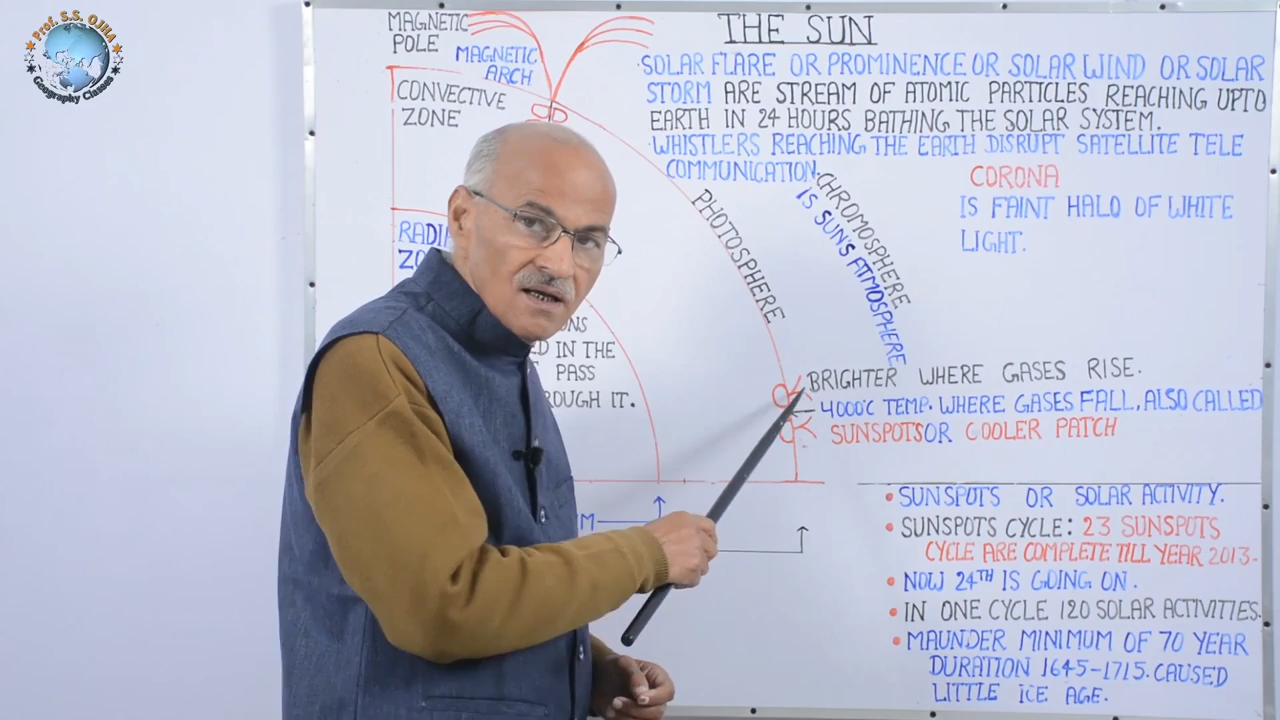 Prof. S.S. OJHA
Geography Classes
MAGNETIC
POLE
MAGNETIC
ARCH
CONVECTIVE
ZONE
THE SUN
SOLAR FLARE OR PROMINENCE OR SOLAR WIND OR SOLAR
STORM ARE STREAM OF ATOMIC PARTICLES REACHING UPTO
EARTH IN 24 HOURS BATHING THE SOLAR SYSTEM.
WHISTLERS REACHING THE EARTH DISRUPT SATELLITE TELE
COMMUNICATION.
CORONA
IS FAINT HALO OF WHITE
LIGHT.
PHOTOSPHERE
CHROMOSPHERE
IS SUN'S ATMOSPHERE
IN THE
PASS
IT.
BRIGHTER WHERE GASES RISE.
4000°C TEMP. WHERE GASES FALL, ALSO CALLED
SUNSPOTS OR COOLER PATCH
• SUNSPOTS OR SOLAR ACTIVITY.
• SUNSPOTS CYCLE: 23 SUNSPOTS
CYCLE ARE COMPLETE TILL YEAR 2013-
• NOW 24TH IS GOING ON.
• IN ONE CYCLE 120 SOLAR ACTIVITIES.
• MAUNDER MINIMUM OF 70 YEAR
DURATION 1645-1715. CAUSED
LITTLE ICE AGE.